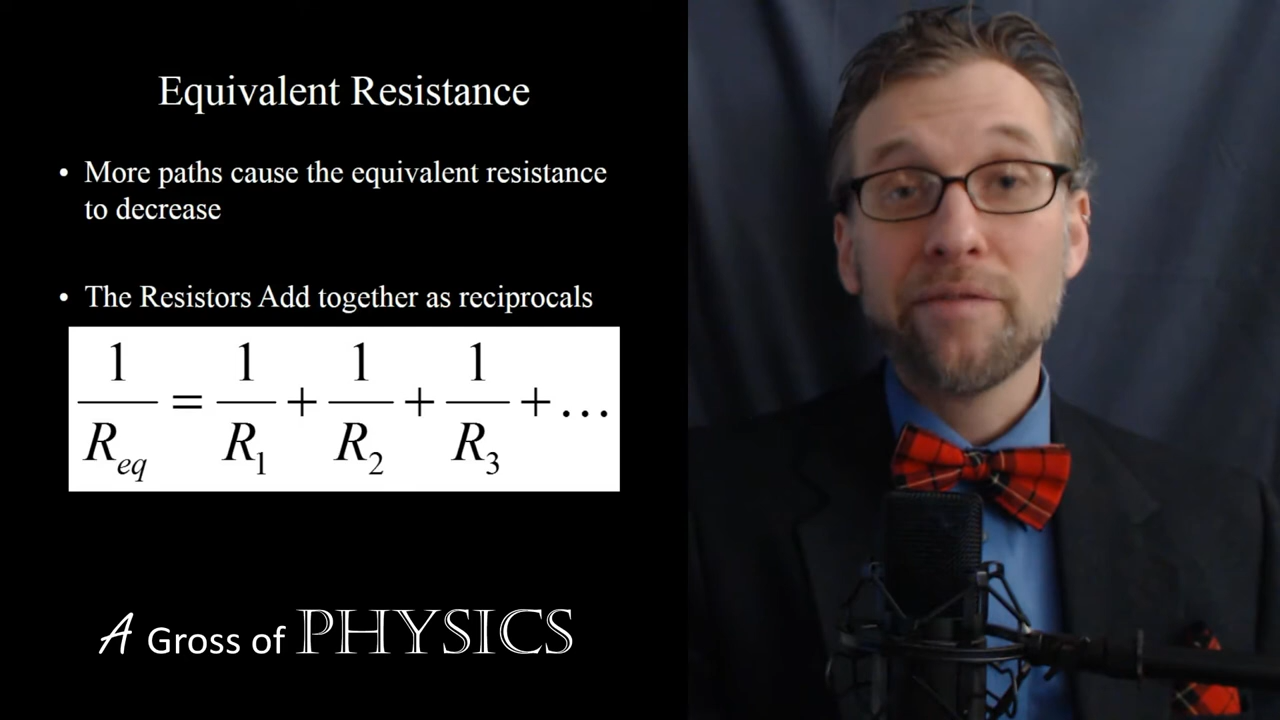 Equivalent Resistance
• More paths cause the equivalent resistance
to decrease
• The Resistors Add together as reciprocals
1/R_eq = 1/R_1 + 1/R_2 + 1/R_3 + ...
A Gross of PHYSICS